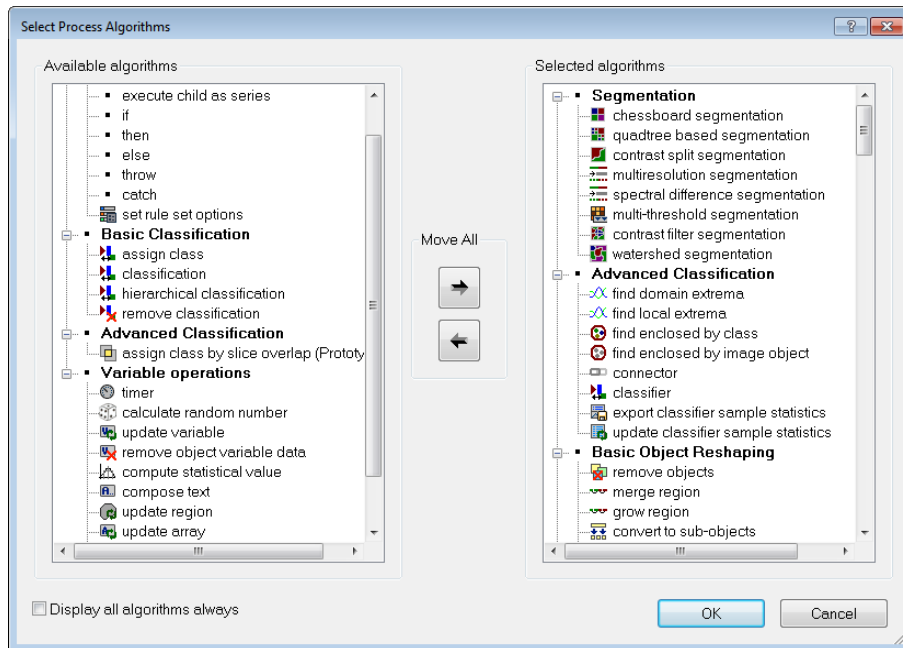 Select Process Algorithms
Available algorithms
execute child as series
if
then
else
throw
catch
set rule set options
Basic Classification
assign class
classification
hierarchical classification
remove classification
Advanced Classification
assign class by slice overlap (Prototy
Variable operations
timer
calculate random number
update variable
remove object variable data
compute statistical value
compose text
update region
update array
Move All
Selected algorithms
Segmentation
chessboard segmentation
quadtree based segmentation
contrast split segmentation
multiresolution segmentation
spectral difference segmentation
multi-threshold segmentation
contrast filter segmentation
watershed segmentation
Advanced Classification
find domain extrema
find local extrema
find enclosed by class
find enclosed by image object
connector
classifier
export classifier sample statistics
update classifier sample statistics
Basic Object Reshaping
remove objects
merge region
grow region
convert to sub-objects
Display all algorithms always
OK
Cancel